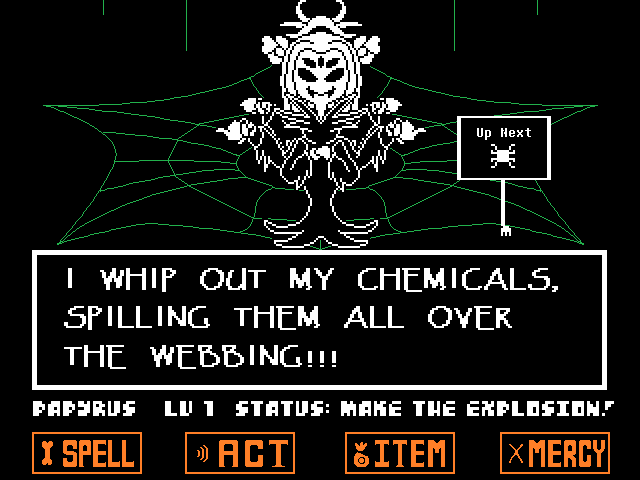 Up Next
I WHIP OUT MY CHEMICALS,
SPILLING THEM ALL OVER
THE WEBBING!!!
PAPYRUS LV 1 STATUS: MAKE THE EXPLOSION!
SPELL ACT ITEM MERCY